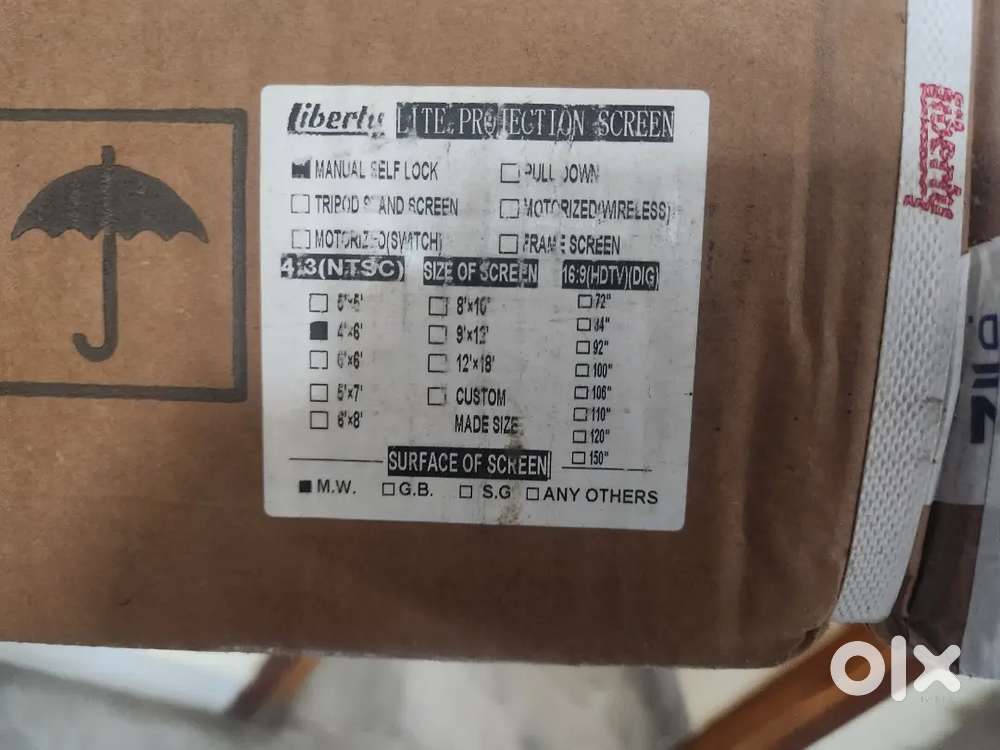 liberty LITE PROJECTION SCREEN
MANUAL SELF LOCK PULL DOWN
TRIPOD STAND SCREEN MOTORIZED(WIRELESS)
MOTORIZED(SWITCH) FRAME SCREEN
4:3(NTSC) SIZE OF SCREEN 16:9(HDTV)(DIG)
8'x10' 72"
4'x6' 9'x12' 84"
6'x6' 12'x18' 92"
100"
5'x7' CUSTOM 106"
6'x8' MADE SIZE 110"
120"
SURFACE OF SCREEN 150"
M.W. G.B. S.G ANY OTHERS
liberty
olx